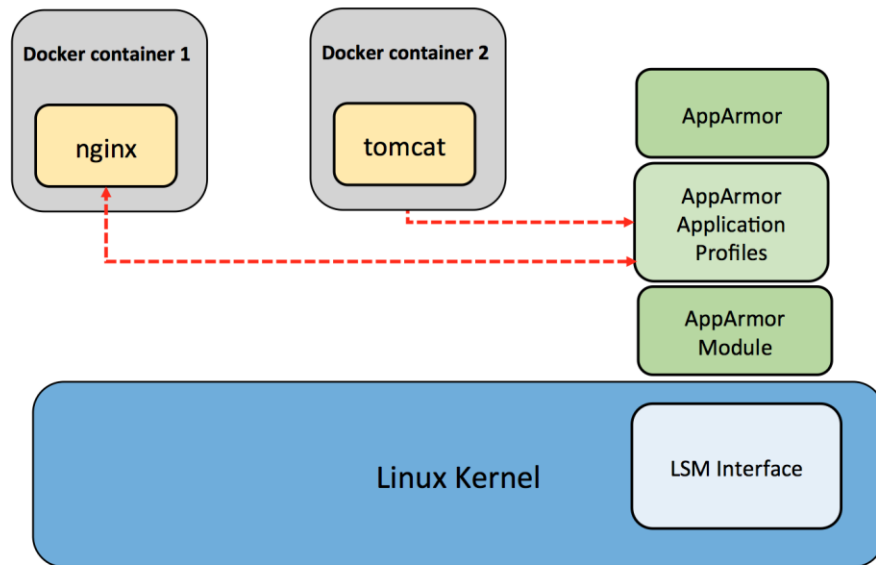 Docker container 1
Docker container 2
nginx
tomcat
AppArmor
AppArmor
Application
Profiles
AppArmor
Module
Linux Kernel
LSM Interface